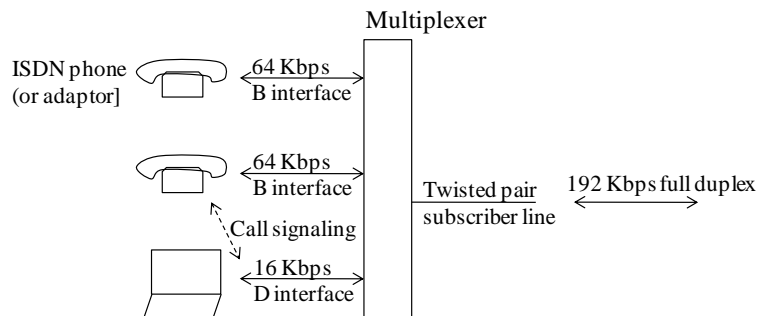 Multiplexer
ISDN phone
(or adaptor]
64 Kbps
B interface
64 Kbps
B interface
Twisted pair
subscriber line
192 Kbps full duplex
Call signaling
16 Kbps
D interface